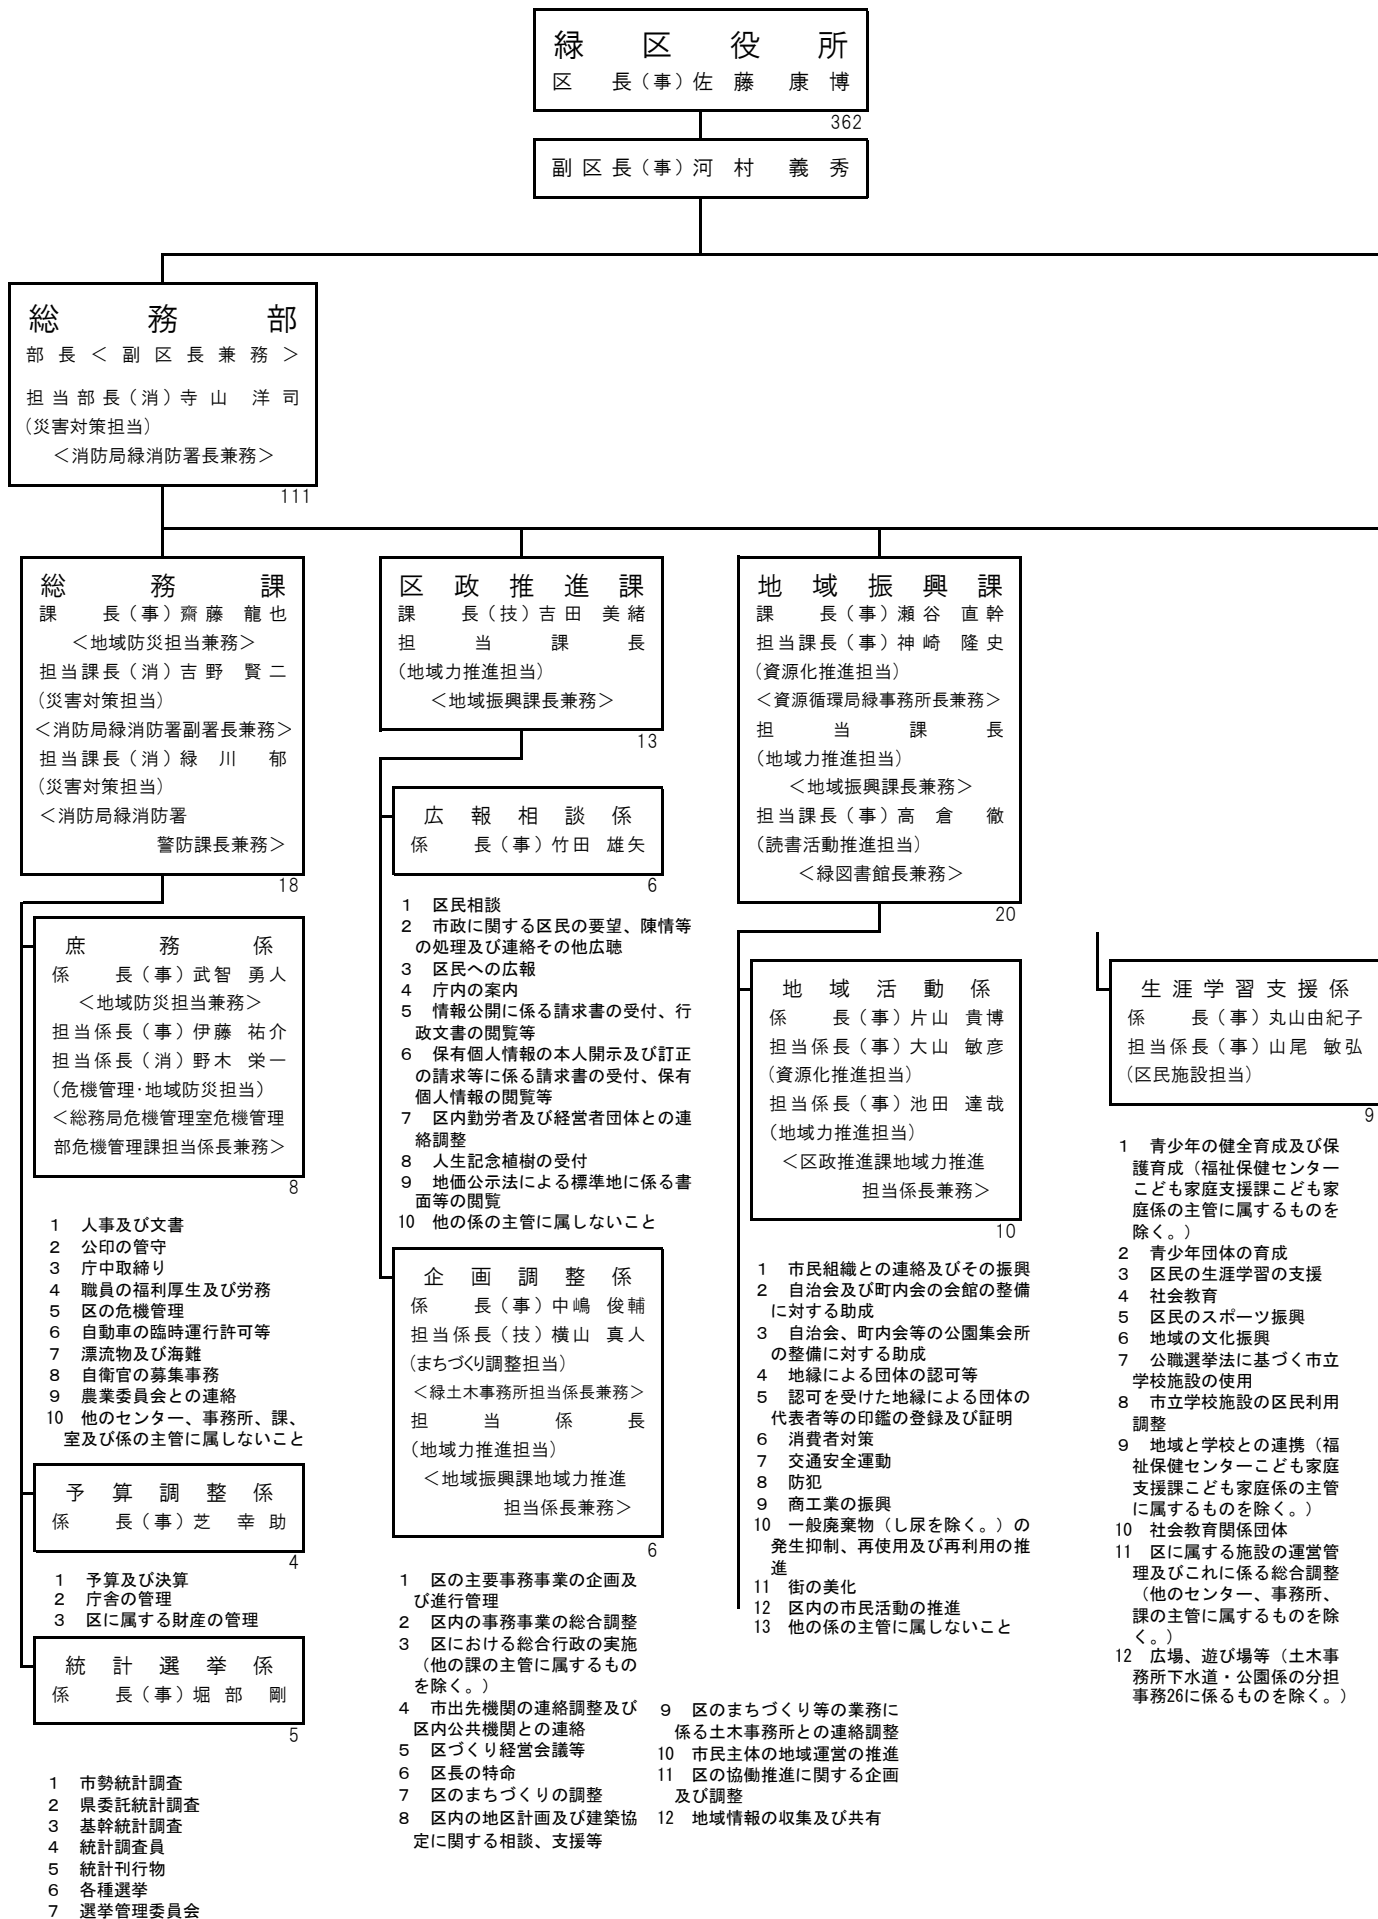 緑区役所
区長（事）佐藤康博
362
副区長（事）河村義秀
総務部
部長＜副区長兼務＞
担当部長（消）寺山洋司
(災害対策担当)
＜消防局緑消防署長兼務＞
111
総務課
課長（事）齋藤龍也
＜地域防災担当兼務＞
担当課長（消）吉野賢二
(災害対策担当)
＜消防局緑消防署副署長兼務＞
担当課長（消）緑川郁
(災害対策担当)
＜消防局緑消防署
警防課長兼務＞
18
庶務係
係長（事）武智勇人
＜地域防災担当兼務＞
担当係長（事）伊藤祐介
担当係長（消）野木栄一
(危機管理･地域防災担当)
＜総務局危機管理室危機管理
部危機管理課担当係長兼務＞
8
1 人事及び文書
2 公印の管守
3 庁中取締り
4 職員の福利厚生及び労務
5 区の危機管理
6 自動車の臨時運行許可等
7 漂流物及び海難
8 自衛官の募集事務
9 農業委員会との連絡
10 他のセンター、事務所、課、
室及び係の主管に属しないこと
予算調整係
係長（事）芝幸助
4
1 予算及び決算
2 庁舎の管理
3 区に属する財産の管理
統計選挙係
係長（事）堀部剛
5
1 市勢統計調査
2 県委託統計調査
3 基幹統計調査
4 統計調査員
5 統計刊行物
6 各種選挙
7 選挙管理委員会
区政推進課
課長（技）吉田美緒
担当課長
(地域力推進担当)
＜地域振興課長兼務＞
13
広報相談係
係長（事）竹田雄矢
6
1 区民相談
2 市政に関する区民の要望、陳情等
の処理及び連絡その他広聴
3 区民への広報
4 庁内の案内
5 情報公開に係る請求書の受付、行
政文書の閲覧等
6 保有個人情報の本人開示及び訂正
の請求等に係る請求書の受付、保有
個人情報の閲覧等
7 区内勤労者及び経営者団体との連
絡調整
8 人生記念植樹の受付
9 地価公示法による標準地に係る書
面等の閲覧
10 他の係の主管に属しないこと
企画調整係
係長（事）中嶋俊輔
担当係長（技）横山真人
(まちづくり調整担当)
＜緑土木事務所担当係長兼務＞
担当係長
(地域力推進担当)
＜地域振興課地域力推進
担当係長兼務＞
6
1 区の主要事務事業の企画及
び進行管理
2 区内の事務事業の総合調整
3 区における総合行政の実施
（他の課の主管に属するもの
を除く。）
4 市出先機関の連絡調整及び
区内公共機関との連絡
5 区づくり経営会議等
6 区長の特命
7 区のまちづくりの調整
8 区内の地区計画及び建築協
定に関する相談、支援等
9 区のまちづくり等の業務に
係る土木事務所との連絡調整
10 市民主体の地域運営の推進
11 区の協働推進に関する企画
及び調整
12 地域情報の収集及び共有
地域振興課
課長（事）瀬谷直幹
担当課長（事）神崎隆史
(資源化推進担当)
＜資源循環局緑事務所長兼務＞
担当課長
(地域力推進担当)
＜地域振興課長兼務＞
担当課長（事）高倉徹
(読書活動推進担当)
＜緑図書館長兼務＞
20
地域活動係
係長（事）片山貴博
担当係長（事）大山敏彦
(資源化推進担当)
担当係長（事）池田達哉
(地域力推進担当)
＜区政推進課地域力推進
担当係長兼務＞
10
1 市民組織との連絡及びその振興
2 自治会及び町内会の会館の整備
に対する助成
3 自治会、町内会等の公園集会所
の整備に対する助成
4 地縁による団体の認可等
5 認可を受けた地縁による団体の
代表者等の印鑑の登録及び証明
6 消費者対策
7 交通安全運動
8 防犯
9 商工業の振興
10 一般廃棄物（し尿を除く。）の
発生抑制、再使用及び再利用の推
進
11 街の美化
12 区内の市民活動の推進
13 他の係の主管に属しないこと
生涯学習支援係
係長（事）丸山由紀子
担当係長（事）山尾敏弘
(区民施設担当)
9
1 青少年の健全育成及び保
護育成（福祉保健センター
こども家庭支援課こども家
庭係の主管に属するものを
除く。）
2 青少年団体の育成
3 区民の生涯学習の支援
4 社会教育
5 区民のスポーツ振興
6 地域の文化振興
7 公職選挙法に基づく市立
学校施設の使用
8 市立学校施設の区民利用
調整
9 地域と学校との連携（福
祉保健センターこども家庭
支援課こども家庭係の主管
に属するものを除く。）
10 社会教育関係団体
11 区に属する施設の運営管
理及びこれに係る総合調整
（他のセンター、事務所、
課の主管に属するものを除
く。）
12 広場、遊び場等（土木事
務所下水道・公園係の分担
事務26に係るものを除く。）